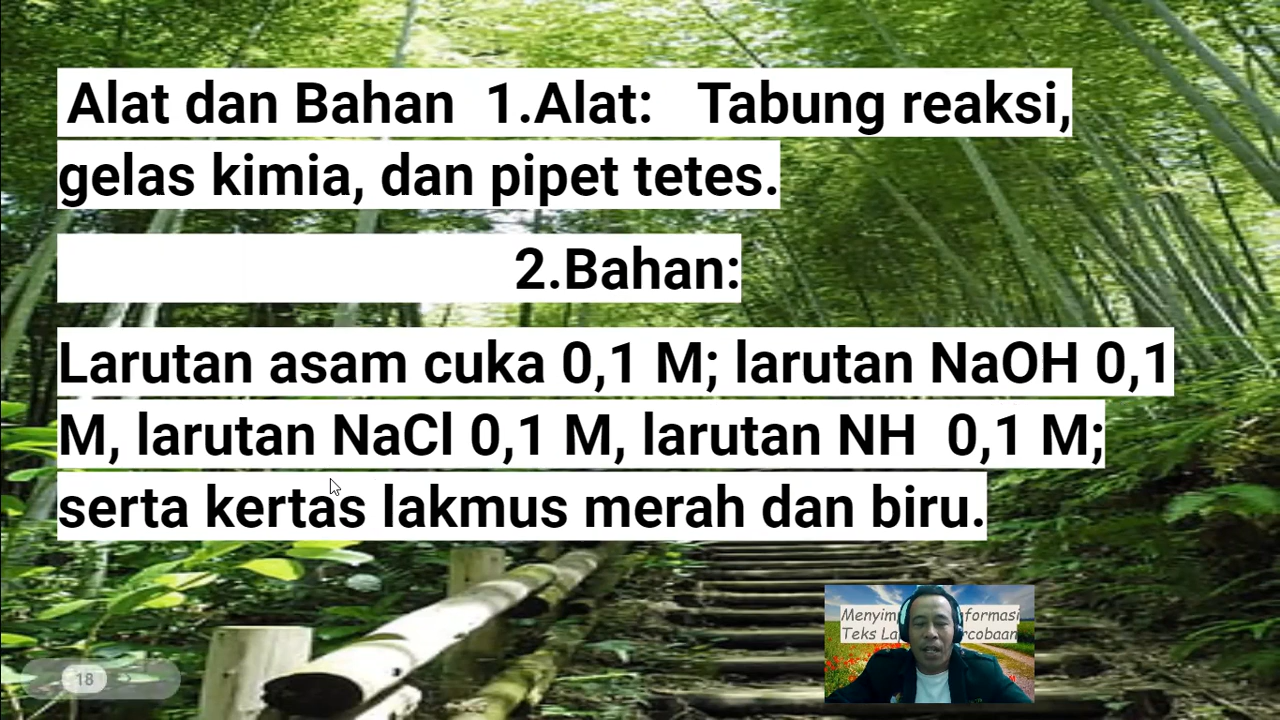 Alat dan Bahan 1.Alat: Tabung reaksi,
gelas kimia, dan pipet tetes.
2.Bahan:
Larutan asam cuka 0,1 M; larutan NaOH 0,1
M, larutan NaCl 0,1 M, larutan NH 0,1 M;
serta kertas lakmus merah dan biru.
18
Teks